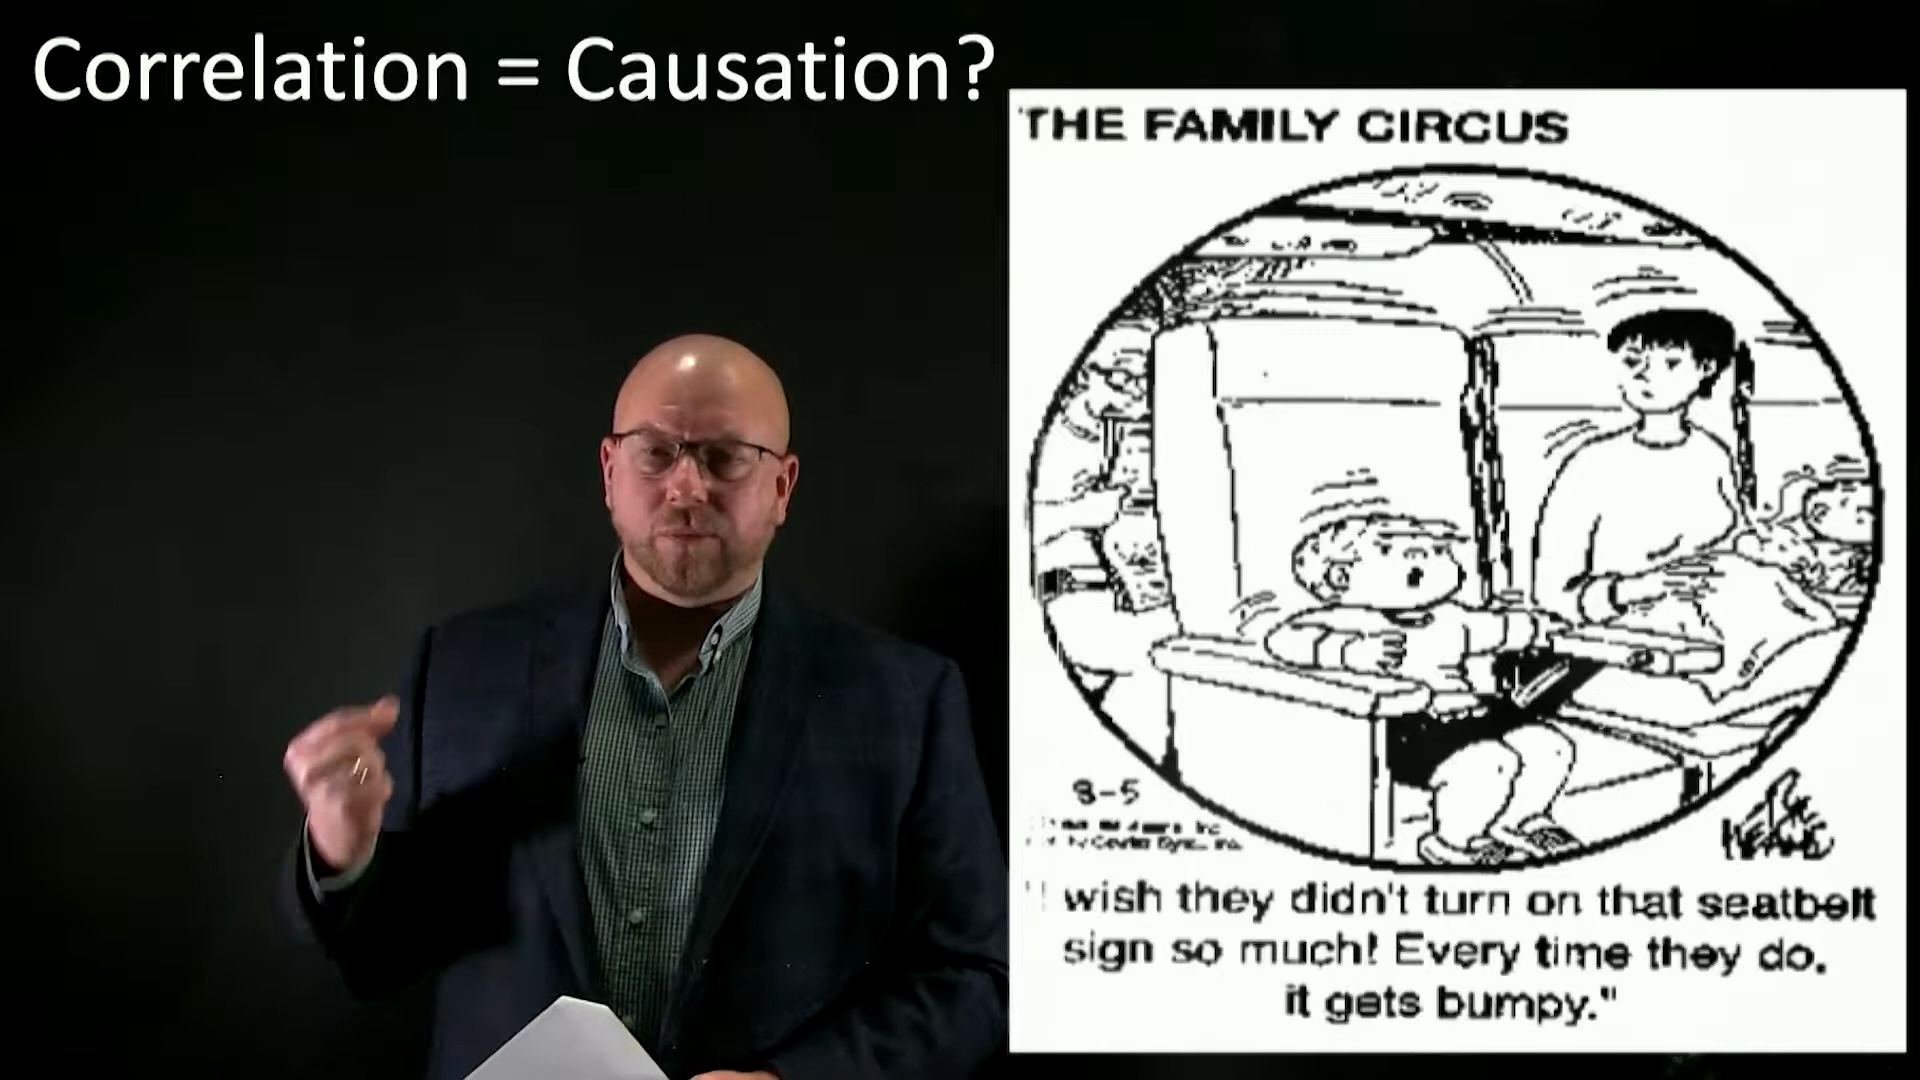 Correlation = Causation?
THE FAMILY CIRCUS
8-5
"I wish they didn't turn on that seatbelt
sign so much! Every time they do,
it gets bumpy."